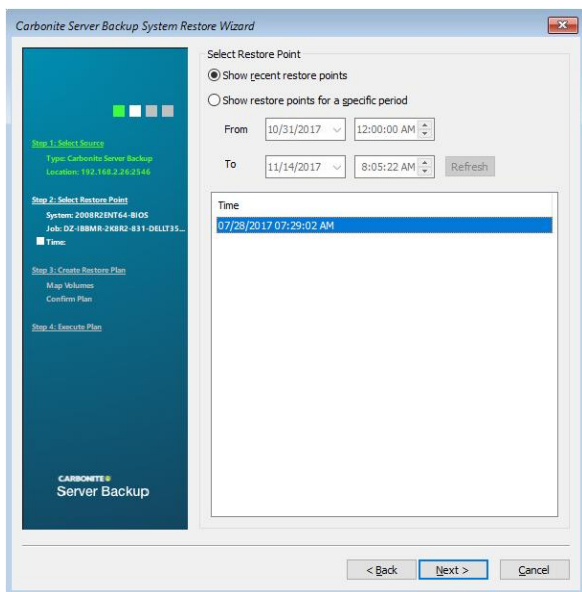 Carbonite Server Backup System Restore Wizard
Step 1: Select Source
Type: Carbonite Server Backup
Location: 192.168.2.26:2546
Step 2: Select Restore Point
System: 2008R2ENT64-BIOS
Job: DZ-IBBMR-2K8R2-831-DELLT35...
Time:
Step 3: Create Restore Plan
Map Volumes
Confirm Plan
Step 4: Execute Plan
CARBONITE
Server Backup
Select Restore Point
Show recent restore points
Show restore points for a specific period
From 10/31/2017 12:00:00 AM
To 11/14/2017 8:05:22 AM Refresh
Time
07/28/2017 07:29:02 AM
< Back Next > Cancel